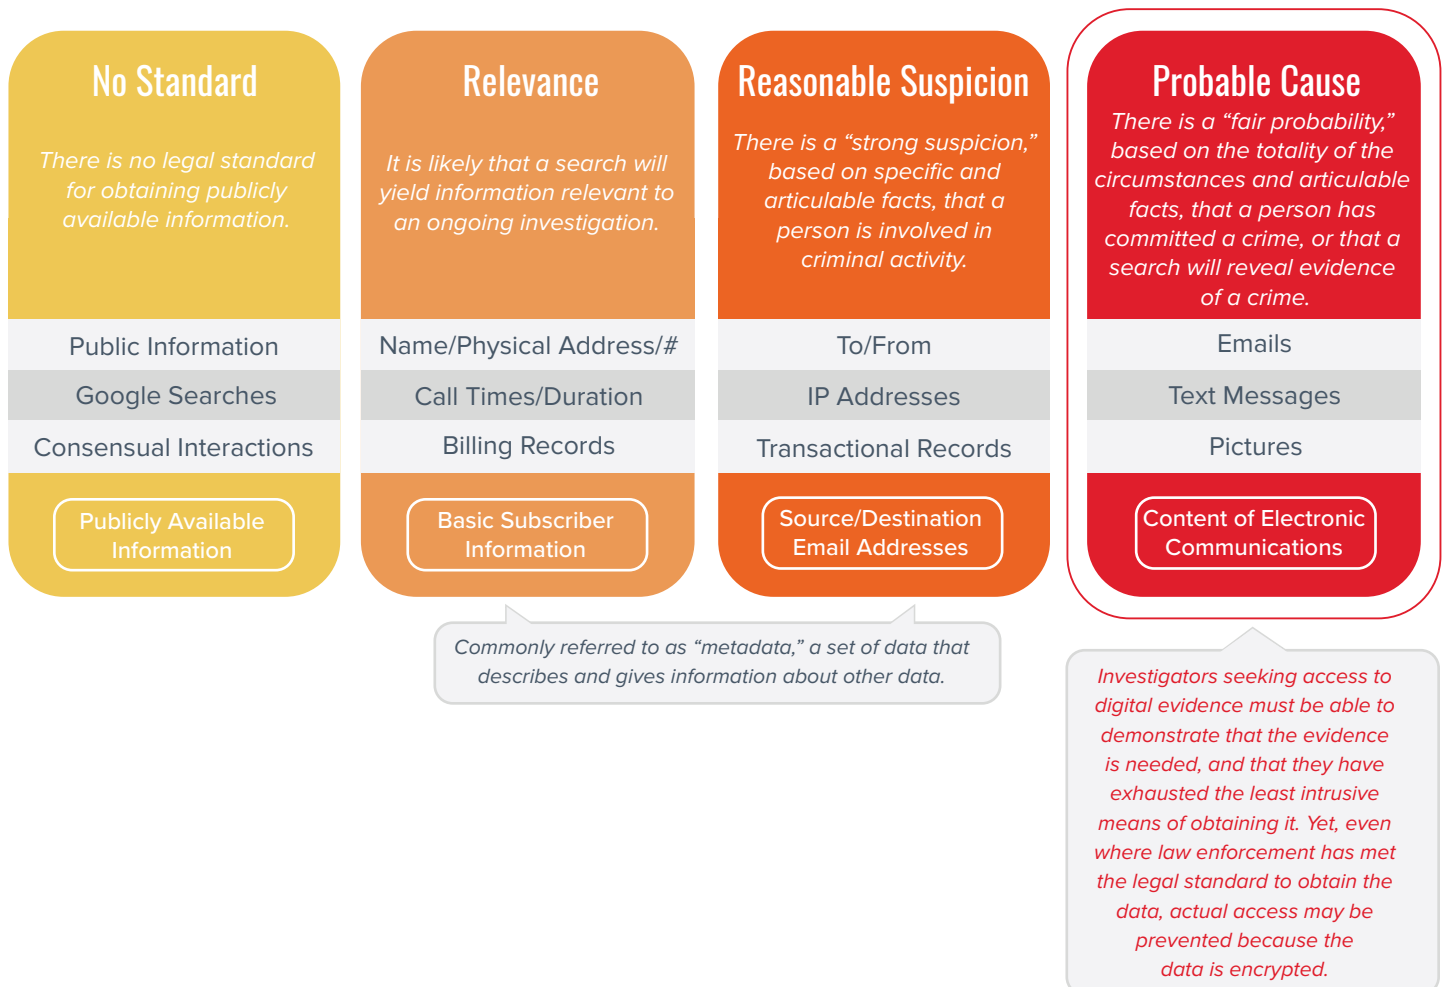 No Standard
There is no legal standard
for obtaining publicly
available information.
Public Information
Google Searches
Consensual Interactions
Publicly Available
Information
Relevance
It is likely that a search will
yield information relevant to
an ongoing investigation.
Name/Physical Address/#
Call Times/Duration
Billing Records
Basic Subscriber
Information
Reasonable Suspicion
There is a “strong suspicion,”
based on specific and
articulable facts, that a
person is involved in
criminal activity.
To/From
IP Addresses
Transactional Records
Source/Destination
Email Addresses
Probable Cause
There is a “fair probability,”
based on the totality of the
circumstances and articulable
facts, that a person has
committed a crime, or that a
search will reveal evidence
of a crime.
Emails
Text Messages
Pictures
Content of Electronic
Communications
Commonly referred to as “metadata,” a set of data that
describes and gives information about other data.
Investigators seeking access to
digital evidence must be able to
demonstrate that the evidence
is needed, and that they have
exhausted the least intrusive
means of obtaining it. Yet, even
where law enforcement has met
the legal standard to obtain the
data, actual access may be
prevented because the
data is encrypted.